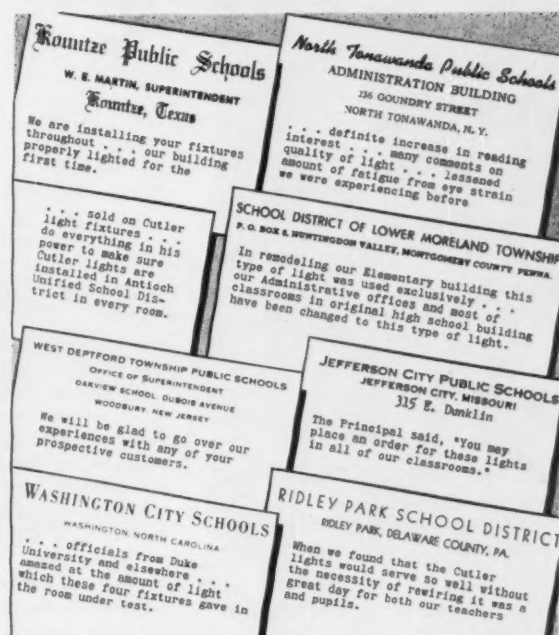 Kountze Public Schools
W. E. MARTIN, SUPERINTENDENT
Kountze, Texas
We are installing your fixtures
throughout . . . our building
properly lighted for the
first time.
North Tonawanda Public Schools
ADMINISTRATION BUILDING
236 GOUNDRY STREET
NORTH TONAWANDA, N. Y.
. . . definite increase in reading
interest . . . many comments on
quality of light . . . lessened
amount of fatigue from eye strain
we were experiencing before
. . . sold on Cutler
light fixtures . . .
do everything in his
power to make sure
Cutler lights are
installed in Antioch
Unified School Dis-
trict in every room.
SCHOOL DISTRICT OF LOWER MORELAND TOWNSHIP
P. O. BOX 8, HUNTINGDON VALLEY, MONTGOMERY COUNTY PENNA.
In remodeling our Elementary building this
type of light was used exclusively . . .
our Administrative offices and most of
classrooms in original high school building
have been changed to this type of light.
WEST DEPTFORD TOWNSHIP PUBLIC SCHOOLS
OFFICE OF SUPERINTENDENT
OAKVIEW SCHOOL, DUBOIS AVENUE
WOODBURY, NEW JERSEY
We will be glad to go over our
experiences with any of your
prospective customers.
JEFFERSON CITY PUBLIC SCHOOLS
JEFFERSON CITY, MISSOURI
315 E. Dunklin
The Principal said, "You may
place an order for these lights
in all of our classrooms."
WASHINGTON CITY SCHOOLS
WASHINGTON, NORTH CAROLINA
. . . officials from Duke
University and elsewhere . . .
amazed at the amount of light
which these four fixtures gave in
the room under test.
RIDLEY PARK SCHOOL DISTRICT
RIDLEY PARK, DELAWARE COUNTY, PA.
When we found that the Cutler
lights would serve so well without
the necessity of rewiring it was a
great day for both our teachers
and pupils.